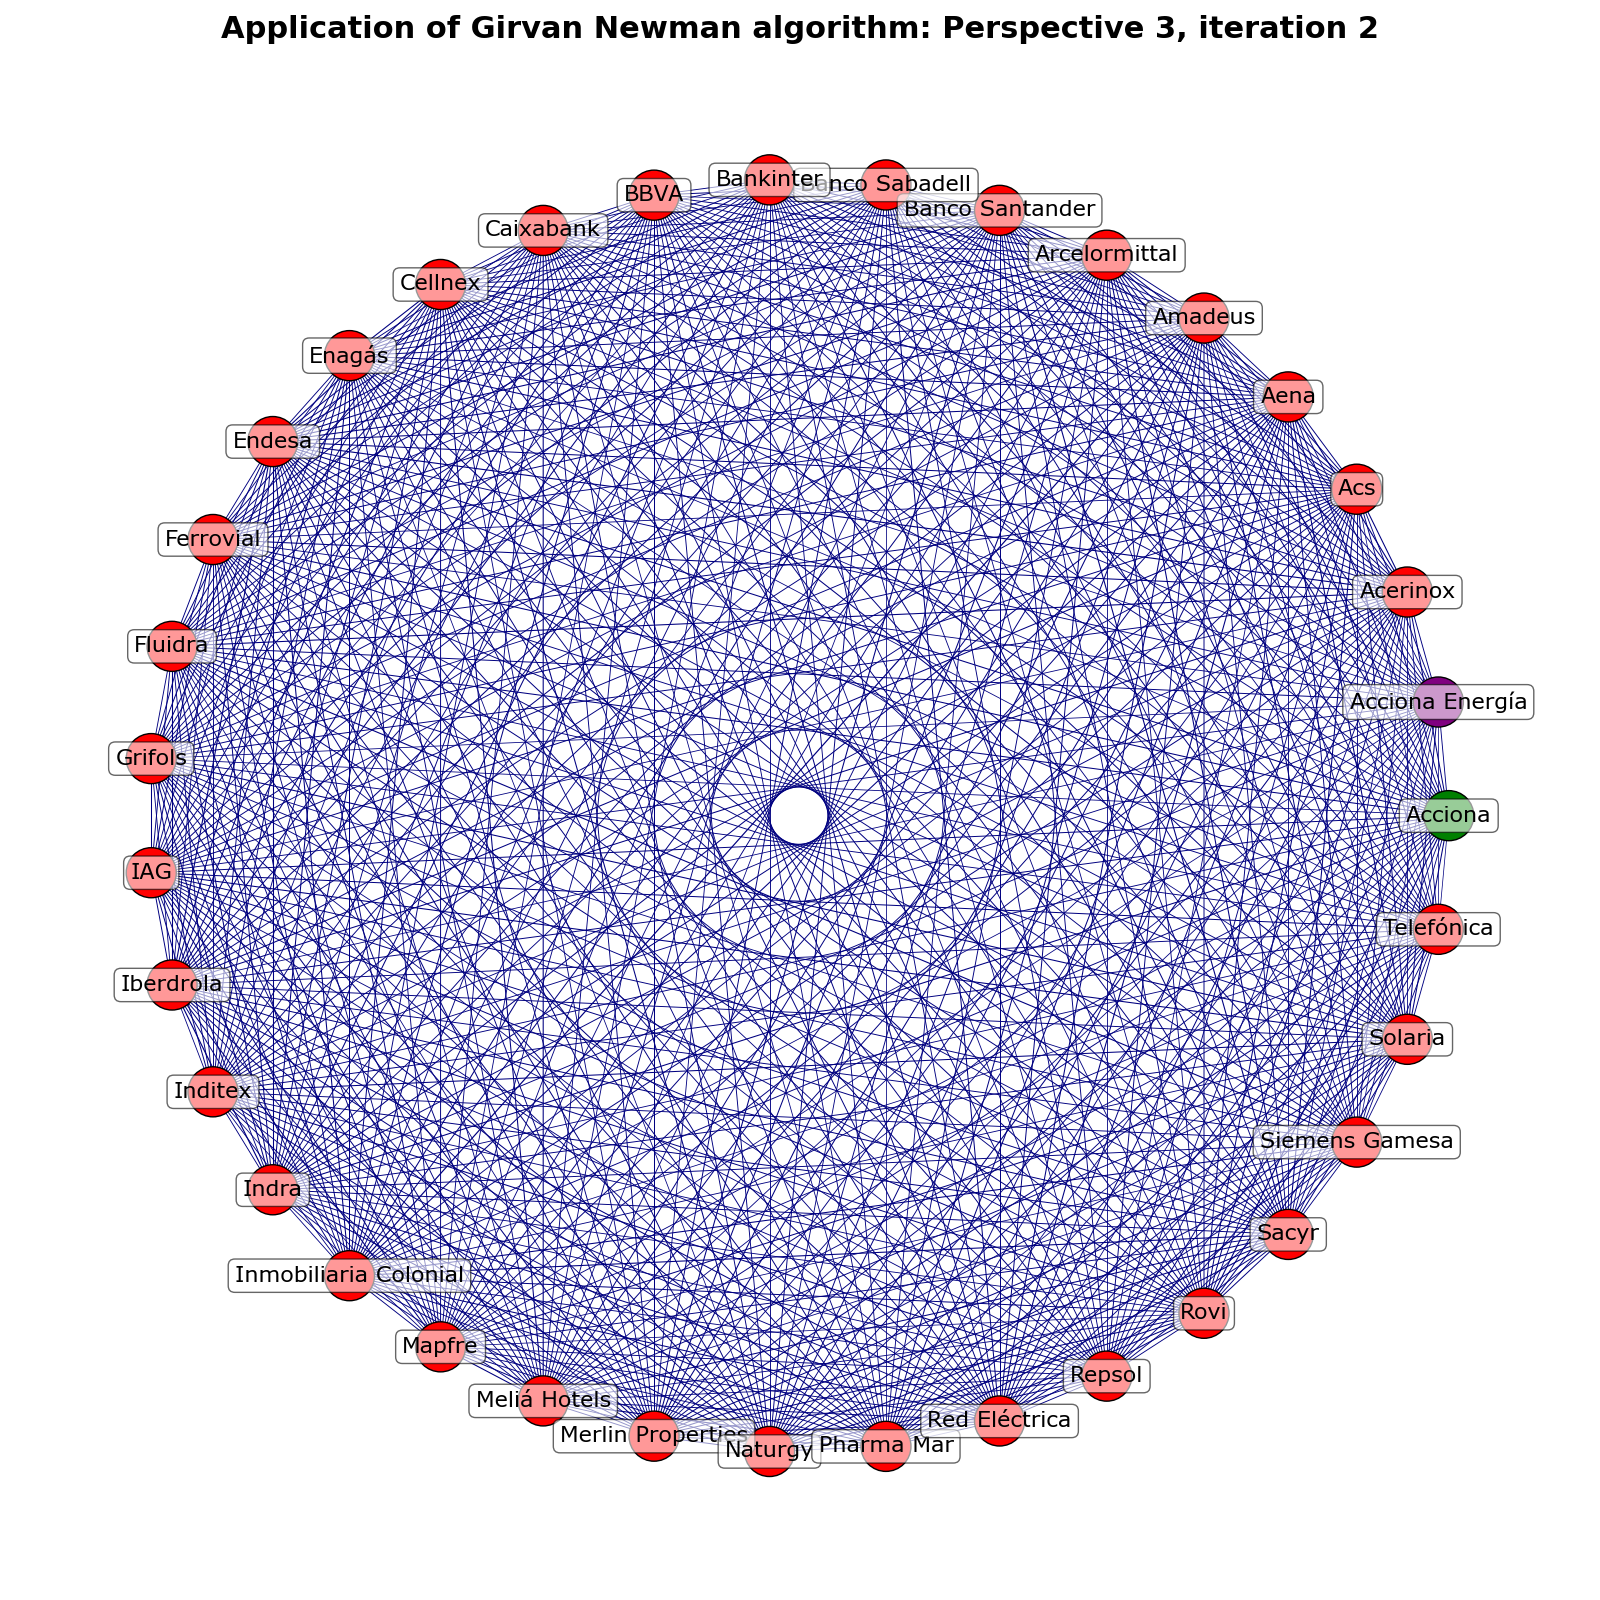 Application of Girvan Newman algorithm: Perspective 3, iteration 2
Bankinter
Banco Sabadell
BBVA
Banco Santander
Caixabank
Arcelormittal
Cellnex
Amadeus
Enagás
Aena
Endesa
Acs
Ferrovial
Acerinox
Fluidra
Acciona Energía
Grifols
Acciona
IAG
Telefónica
Iberdrola
Solaria
Inditex
Siemens Gamesa
Indra
Sacyr
Inmobiliaria Colonial
Rovi
Mapfre
Repsol
Meliá Hotels
Red Eléctrica
Merlin Properties
Pharma Mar
Naturgy